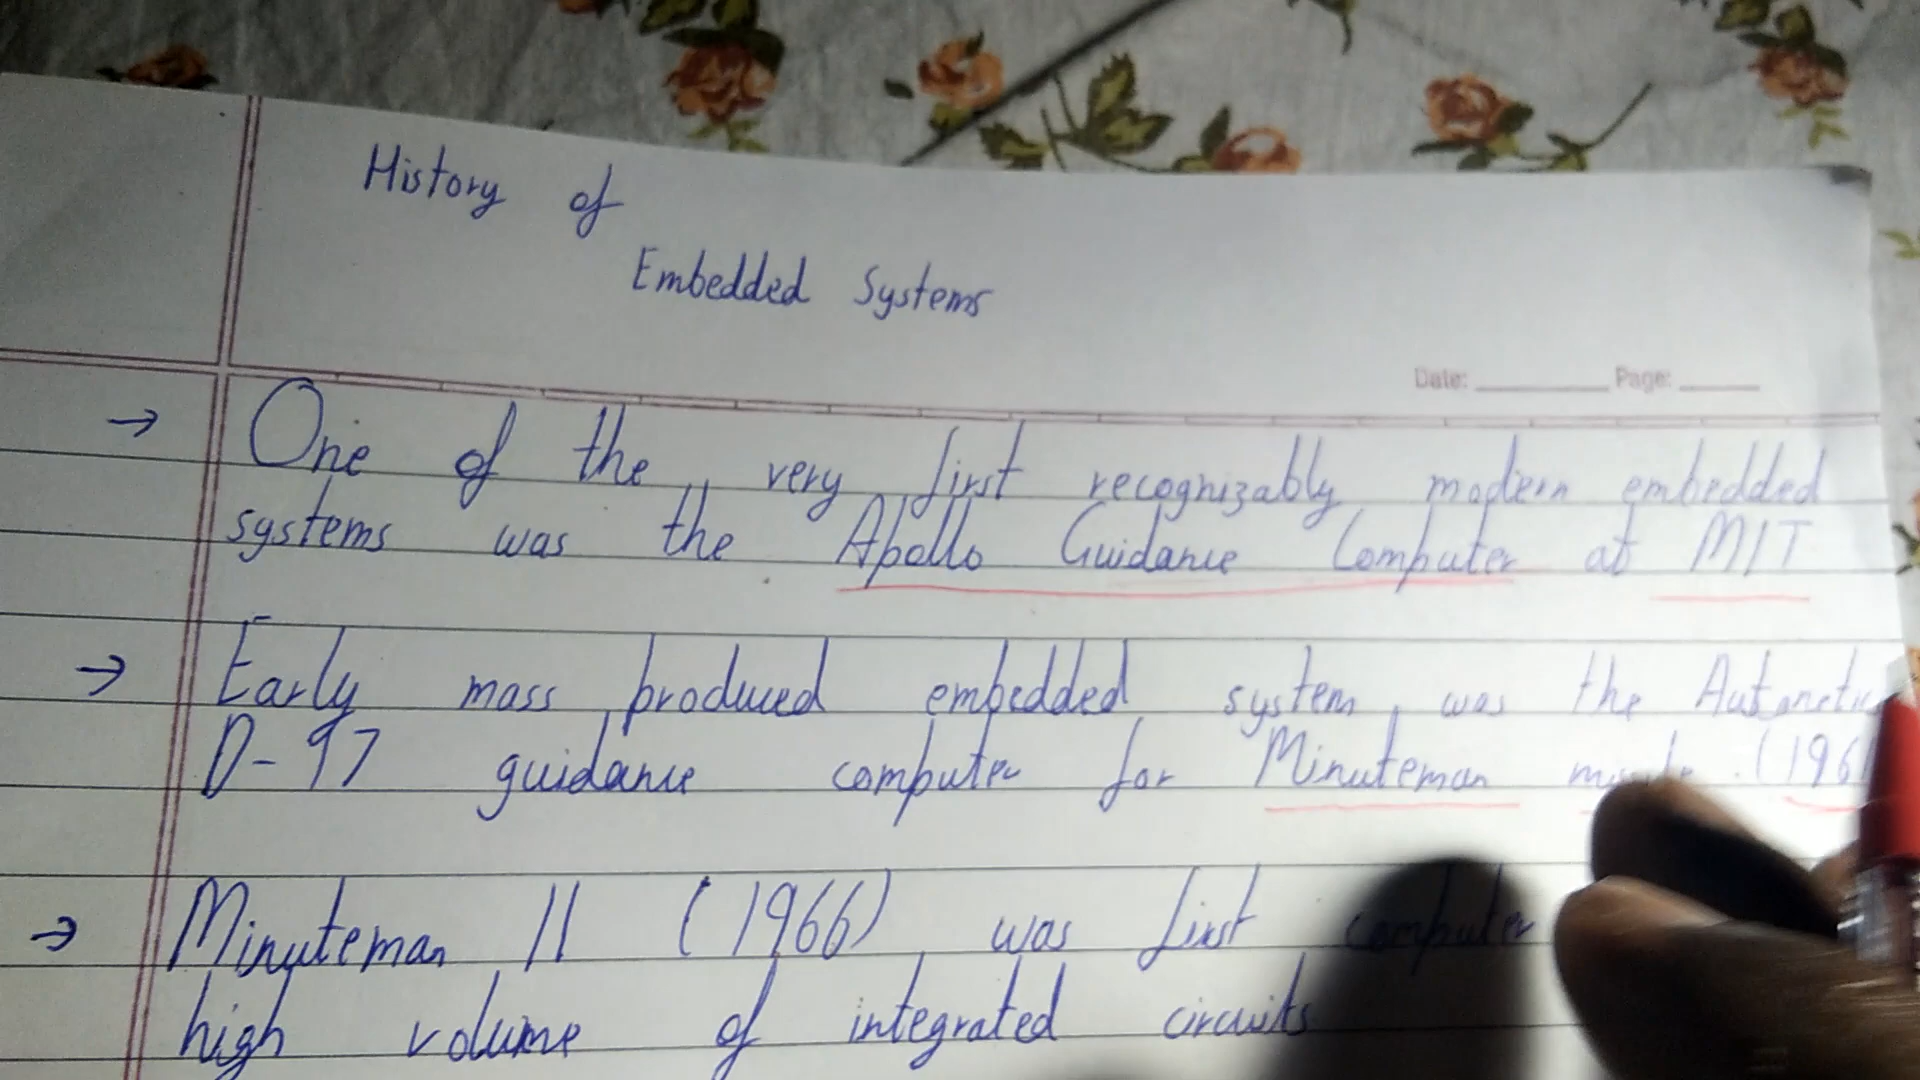 History of
Embedded Systems
Date: Page:
→ One of the very first recognizably modern embedded
systems was the Apollo Guidance Computer at MIT
→ Early mass produced embedded system, was the
D-97 guidance computer for Minuteman
→ Minuteman II (1966), was first computer
high volume of integrated circuits